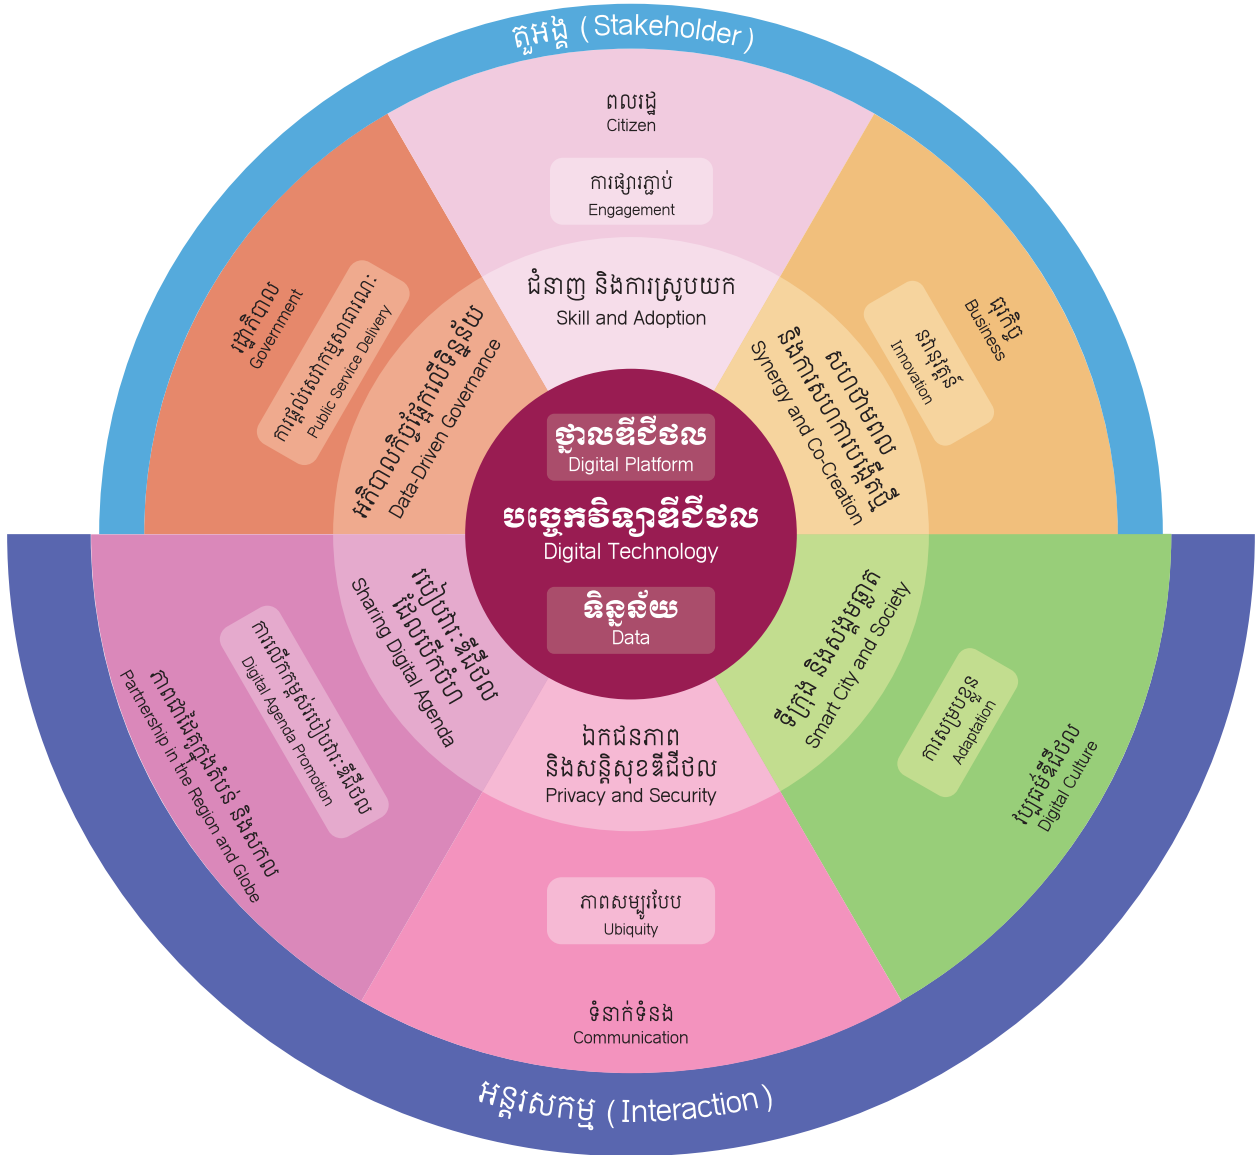 តួអង្គ (Stakeholder)
ពលរដ្ឋ
Citizen
ការផ្សារភ្ជាប់
Engagement
ជំនាញ និងការស្រូបយក
Skill and Adoption
រដ្ឋាភិបាល
Government
ការផ្តល់សេវាកម្មសាធារណៈ
Public Service Delivery
អភិបាលកិច្ចផ្អែកលើទិន្នន័យ
Data-Driven Governance
ធុរកិច្ច
Business
នវានុវត្តន៍
Innovation
សហថាមពល
និងការសហការបង្កើតថ្មី
Synergy and Co-Creation
ថ្នាលឌីជីថល
Digital Platform
បច្ចេកវិទ្យាឌីជីថល
Digital Technology
ទិន្នន័យ
Data
របៀបវារៈឌីជីថល
ដែលបើកចំហ
Sharing Digital Agenda
ការលើកកម្ពស់របៀបវារៈឌីជីថល
Digital Agenda Promotion
ភាពជាដៃគូក្នុងតំបន់ និងសកល
Partnership in the Region and Globe
ទីក្រុង និងសង្គមឆ្លាត
Smart City and Society
ការសម្របខ្លួន
Adaptation
វប្បធម៌ឌីជីថល
Digital Culture
ឯកជនភាព
និងសន្តិសុខឌីជីថល
Privacy and Security
ភាពសម្បូរបែប
Ubiquity
ទំនាក់ទំនង
Communication
អន្តរសកម្ម (Interaction)